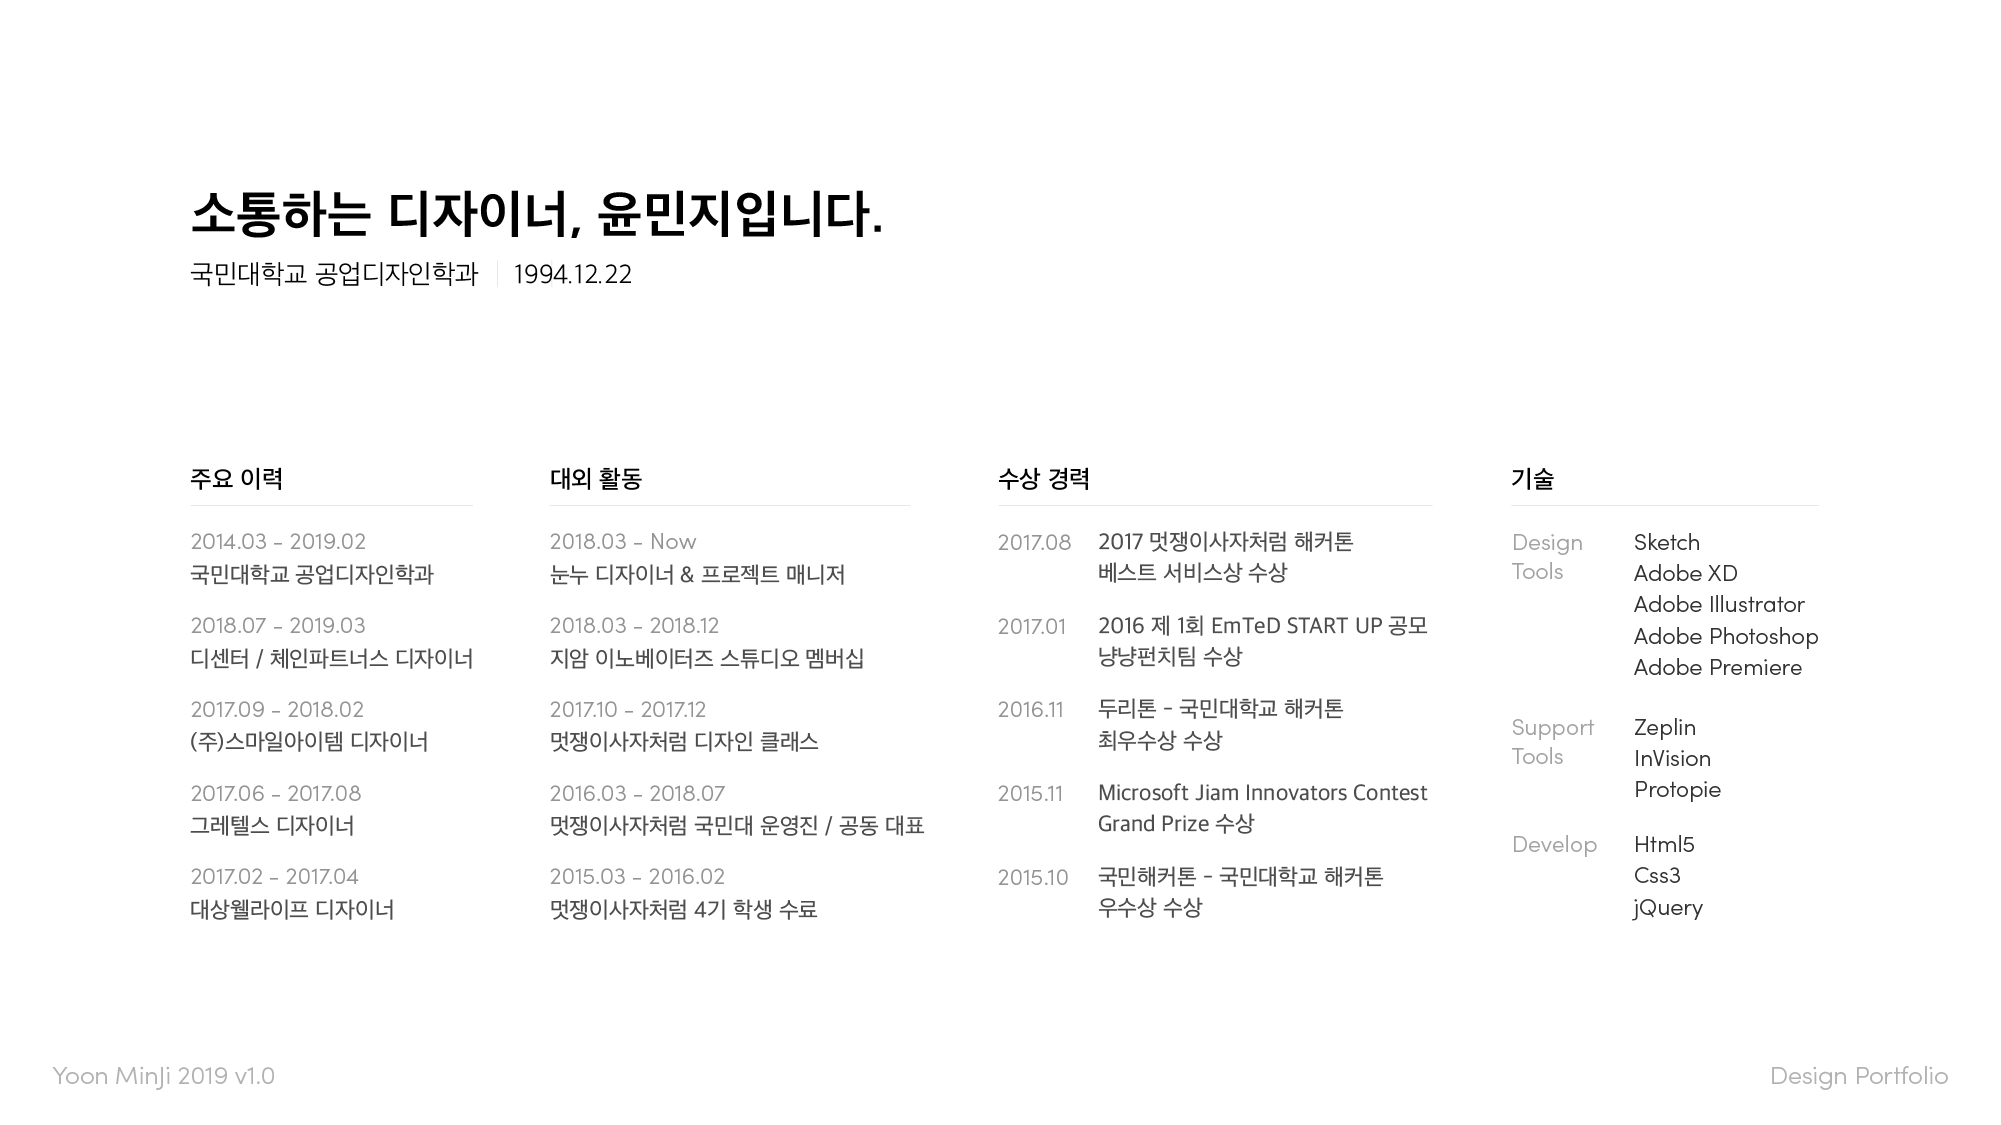 소통하는 디자이너, 윤민지입니다.
국민대학교 공업디자인학과 1994.12.22
주요 이력
2014.03 - 2019.02
국민대학교 공업디자인학과
2018.07 - 2019.03
디센터 / 체인파트너스 디자이너
2017.09 - 2018.02
(주)스마일아이템 디자이너
2017.06 - 2017.08
그레텔스 디자이너
2017.02 - 2017.04
대상웰라이프 디자이너
대외 활동
2018.03 - Now
눈누 디자이너 & 프로젝트 매니저
2018.03 - 2018.12
지암 이노베이터즈 스튜디오 멤버십
2017.10 - 2017.12
멋쟁이사자처럼 디자인 클래스
2016.03 - 2018.07
멋쟁이사자처럼 국민대 운영진 / 공동 대표
2015.03 - 2016.02
멋쟁이사자처럼 4기 학생 수료
수상 경력
2017.08 2017 멋쟁이사자처럼 해커톤
베스트 서비스상 수상
2017.01 2016 제 1회 EmTeD START UP 공모
냥냥펀치팀 수상
2016.11 두리톤 - 국민대학교 해커톤
최우수상 수상
2015.11 Microsoft Jiam Innovators Contest
Grand Prize 수상
2015.10 국민해커톤 - 국민대학교 해커톤
우수상 수상
기술
Design Sketch
Tools Adobe XD
Adobe Illustrator
Adobe Photoshop
Adobe Premiere
Support Zeplin
Tools InVision
Protopie
Develop Html5
Css3
jQuery
Yoon MinJi 2019 v1.0
Design Portfolio